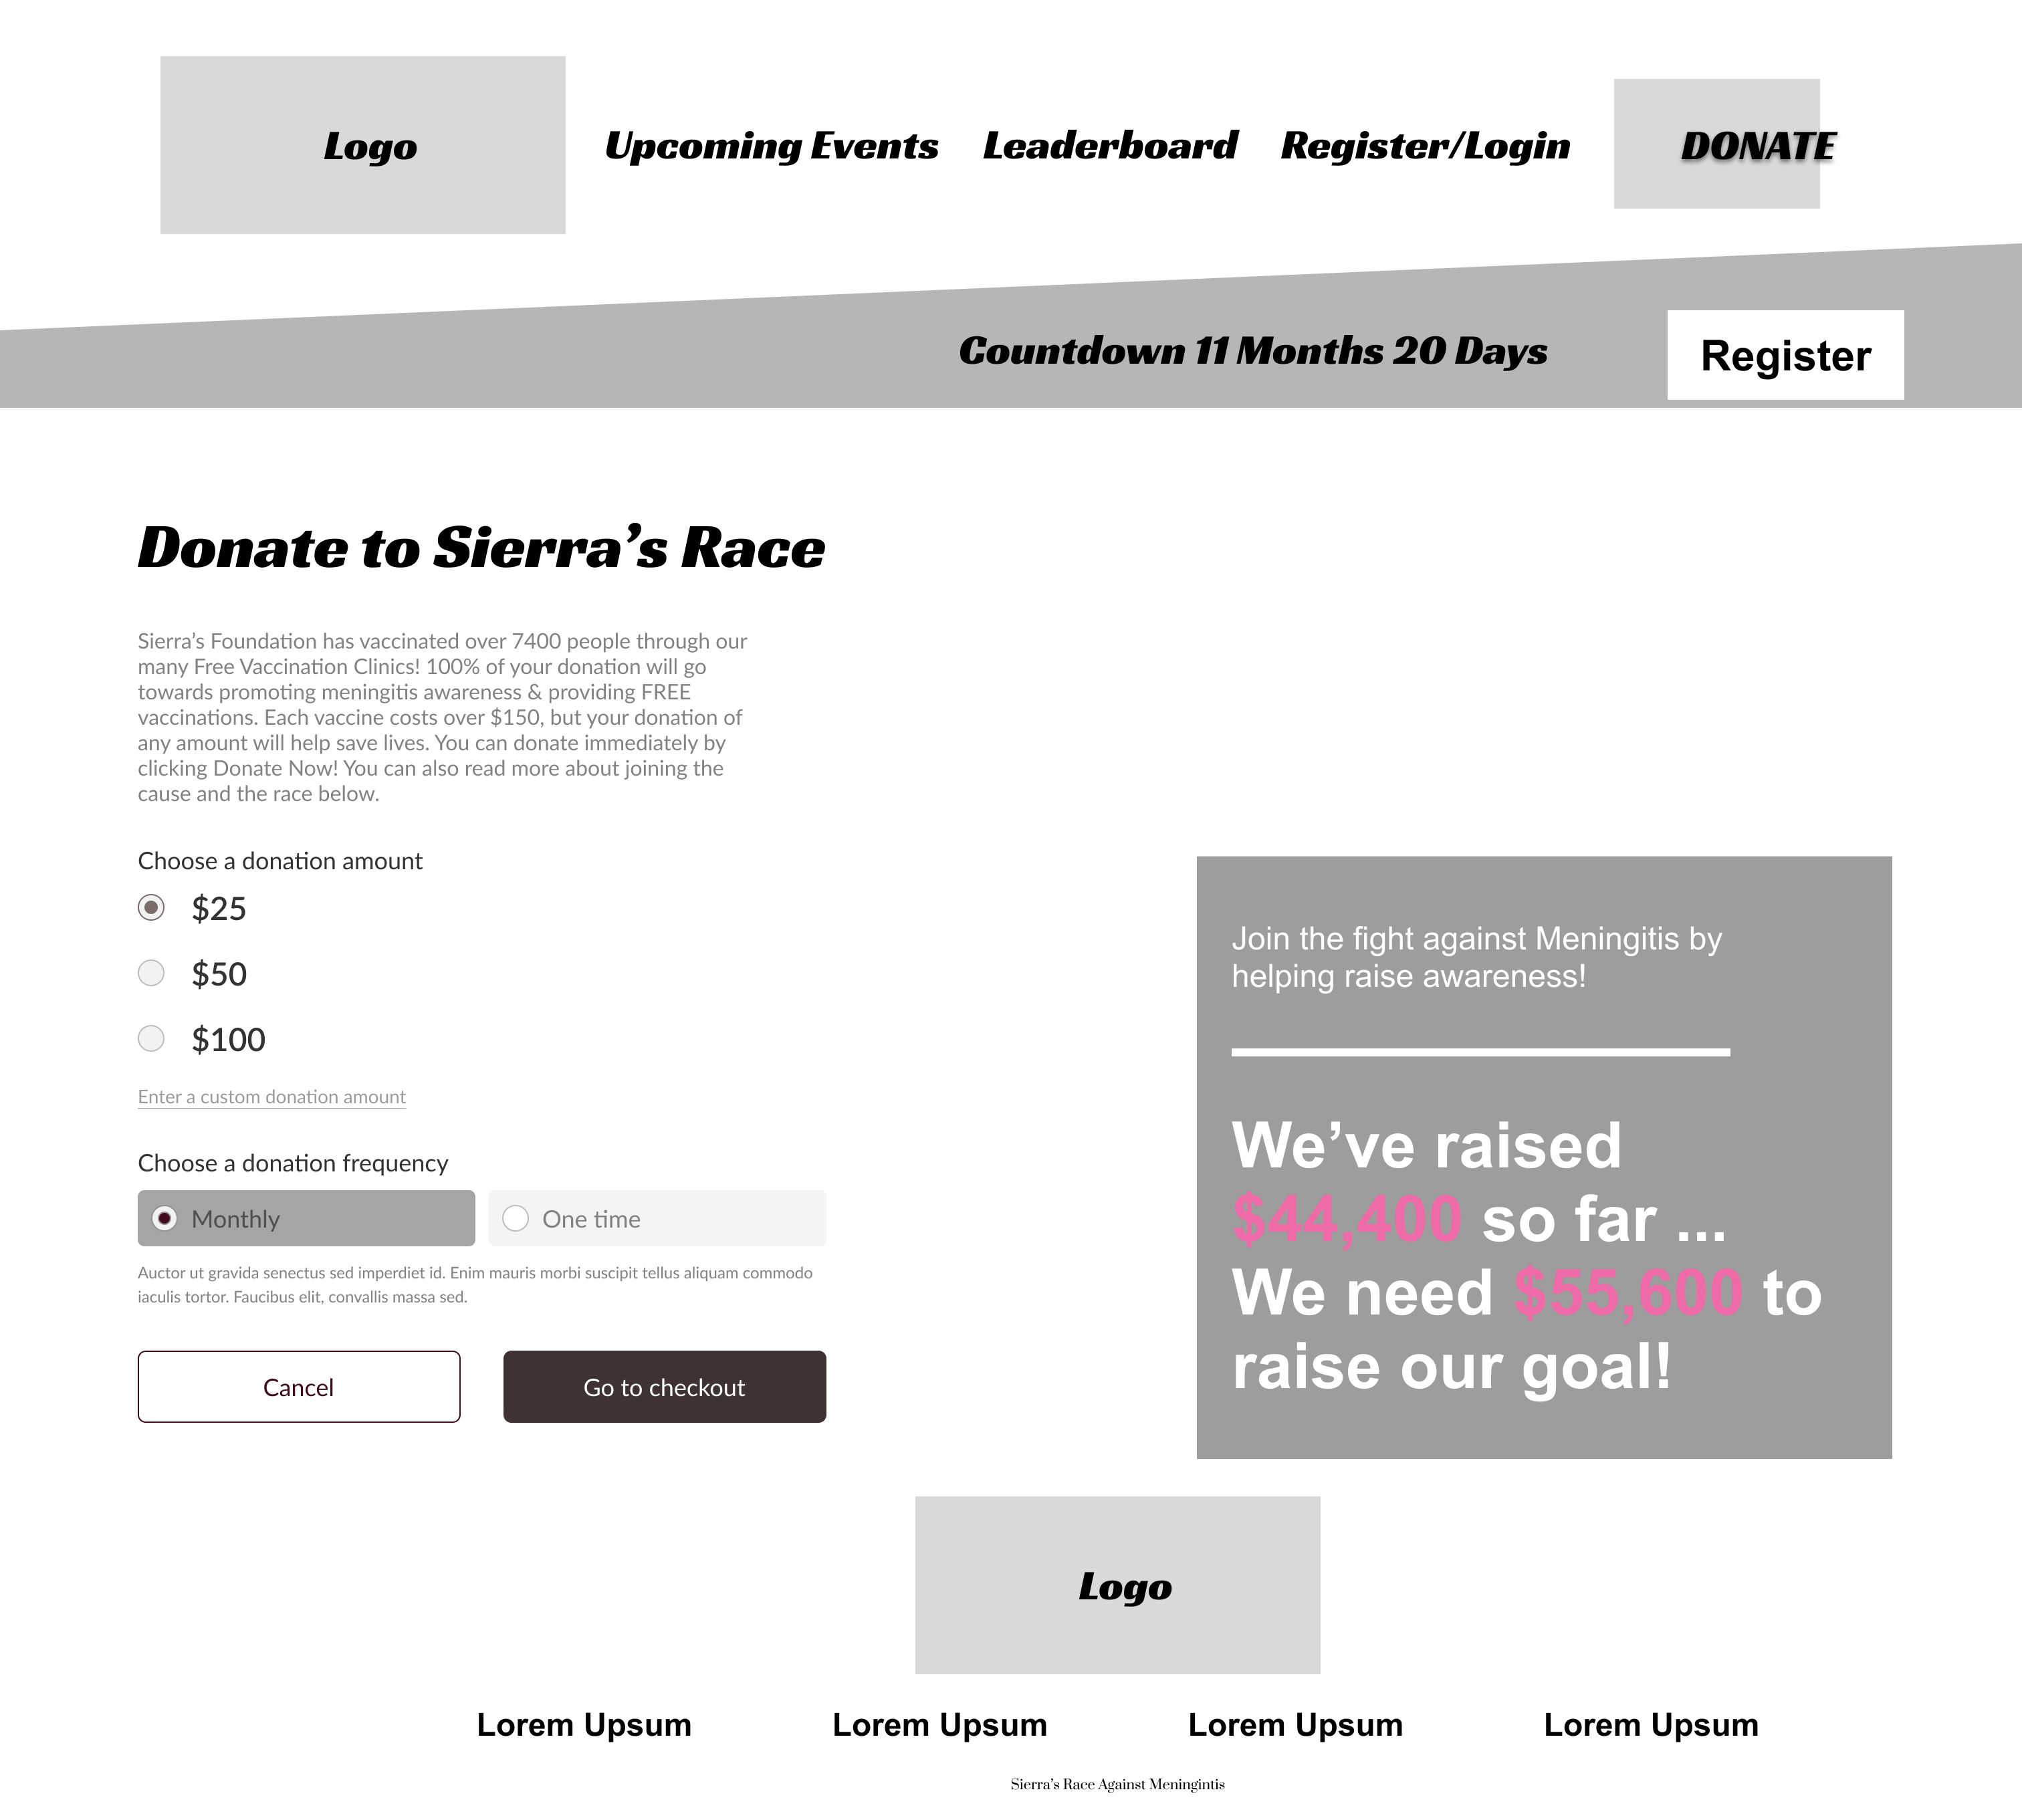 Logo
Upcoming Events
Leaderboard
Register/Login
DONATE
Countdown 11 Months 20 Days
Register
Donate to Sierra’s Race
Sierra’s Foundation has vaccinated over 7400 people through our
many Free Vaccination Clinics! 100% of your donation will go
towards promoting meningitis awareness & providing FREE
vaccinations. Each vaccine costs over $150, but your donation of
any amount will help save lives. You can donate immediately by
clicking Donate Now! You can also read more about joining the
cause and the race below.
Choose a donation amount
$25
$50
$100
Enter a custom donation amount
Choose a donation frequency
Monthly
One time
Auctor ut gravida senectus sed imperdiet id. Enim mauris morbi suscipit tellus aliquam commodo
iaculis tortor. Faucibus elit, convallis massa sed.
Cancel
Go to checkout
Join the fight against Meningitis by
helping raise awareness!
We’ve raised
$44,400 so far ...
We need $55,600 to
raise our goal!
Logo
Lorem Upsum
Lorem Upsum
Lorem Upsum
Lorem Upsum
Sierra’s Race Against Meningintis